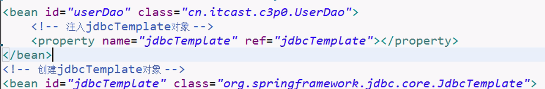 <bean id="userDao" class="cn.itcast.c3p0.UserDao">
<!-- 注入jdbcTemplate对象 -->
<property name="jdbcTemplate" ref="jdbcTemplate"></property>
</bean>
<!-- 创建jdbcTemplate对象 -->
<bean id="jdbcTemplate" class="org.springframework.jdbc.core.JdbcTemplate">